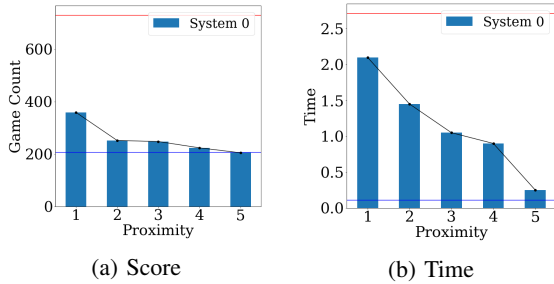 System 0
600
400
200
0
Game Count
1 2 3 4 5
Proximity
(a) Score
System 0
2.5
2.0
1.5
1.0
0.5
0.0
Time
1 2 3 4 5
Proximity
(b) Time